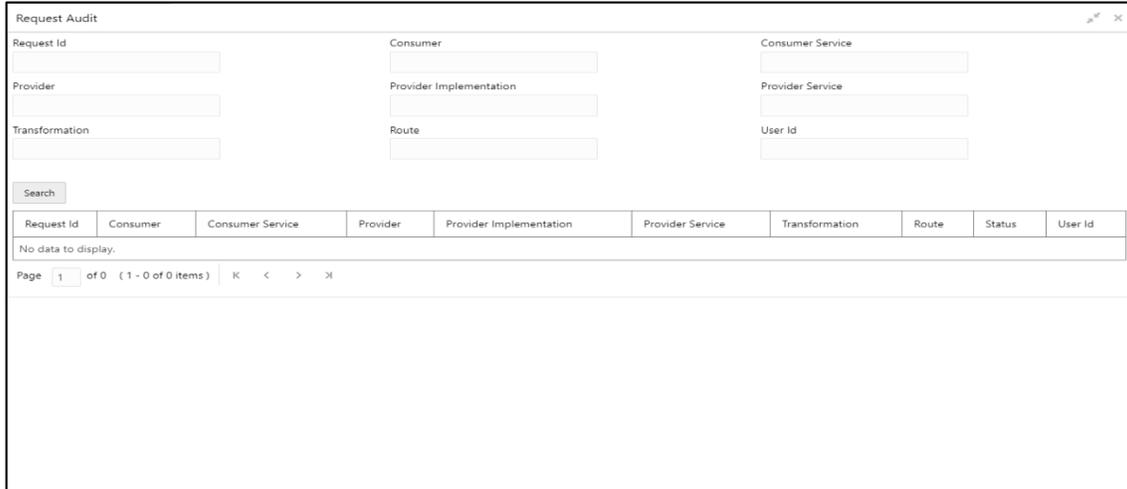 Request Audit
Request Id Consumer Consumer Service
Provider Provider Implementation Provider Service
Transformation Route User Id
Search
Request Id Consumer Consumer Service Provider Provider Implementation Provider Service Transformation Route Status User Id
No data to display.
Page 1 of 0 ( 1 - 0 of 0 items )